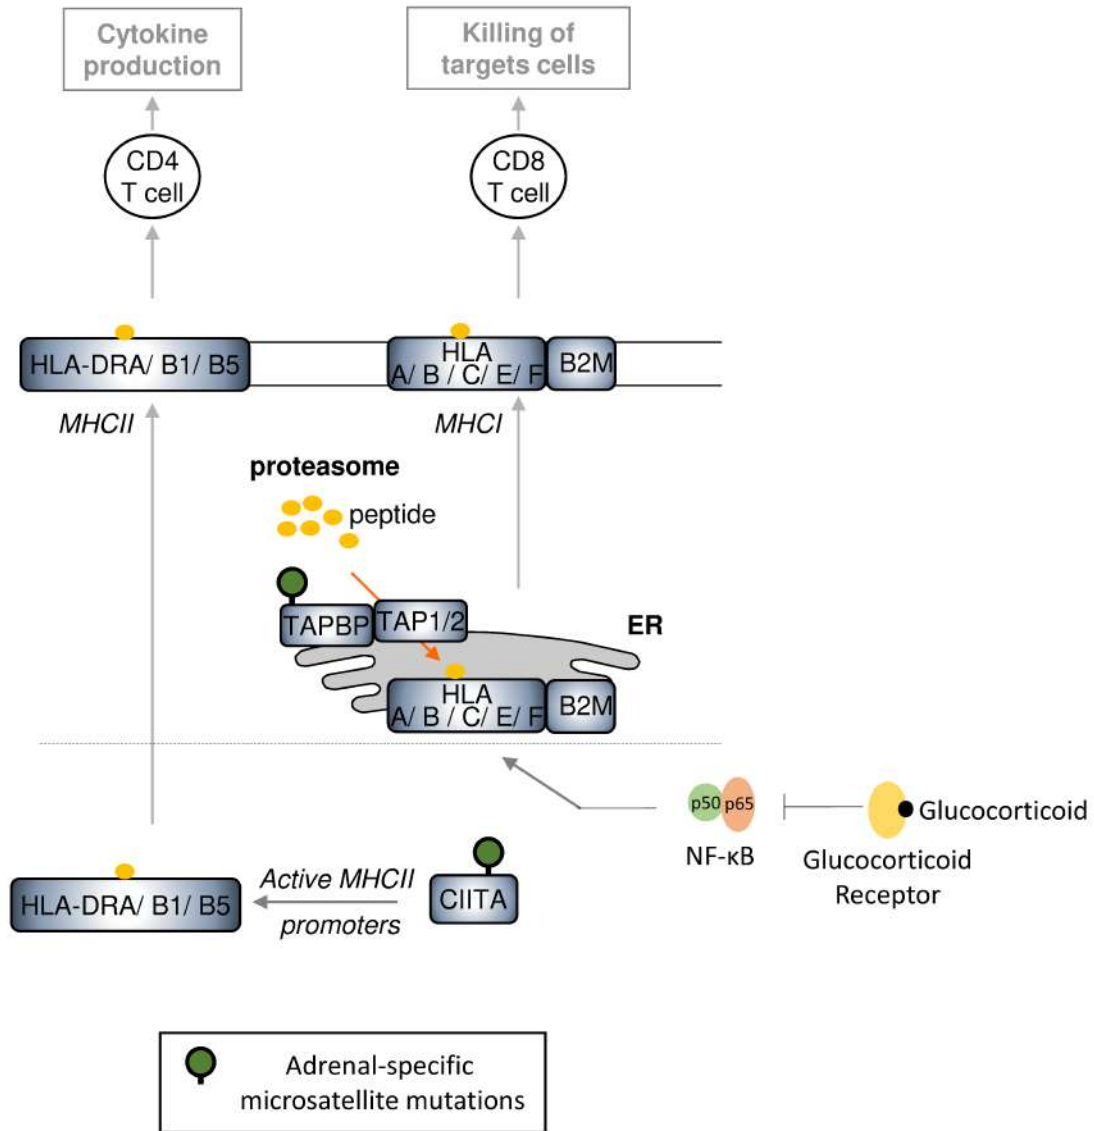 Cytokine
production
Killing of
targets cells
CD4
T cell
CD8
T cell
HLA-DRA/ B1/ B5
HLA
A/ B / C/ E/ F
B2M
MHCII
MHCI
proteasome
peptide
TAPBP
TAP1/2
ER
HLA
A/ B / C/ E/ F
B2M
p50
p65
NF-κB
Glucocorticoid
Glucocorticoid
Receptor
HLA-DRA/ B1/ B5
Active MHCII
promoters
CIITA
Adrenal-specific
microsatellite mutations